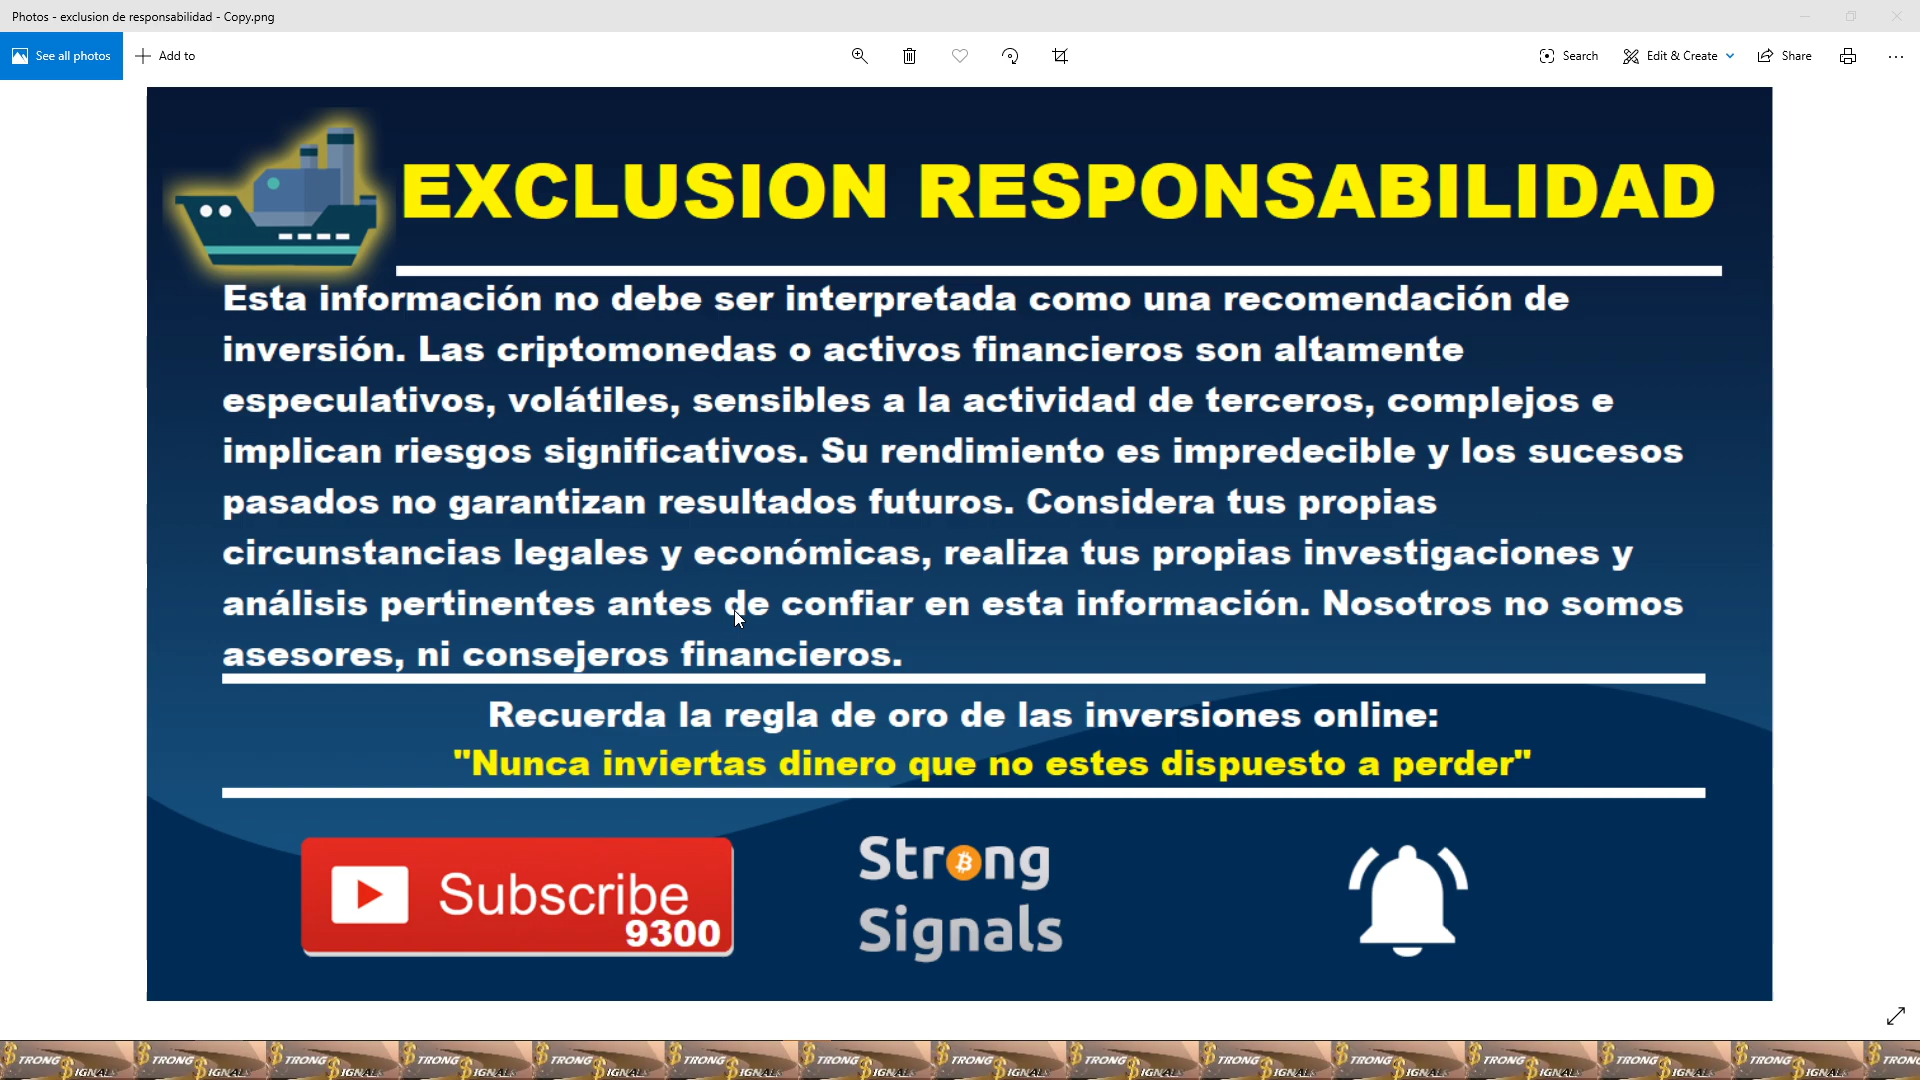 Photos - exclusion de responsabilidad - Copy.png
See all photos
Add to
Search
Edit & Create
Share
EXCLUSION RESPONSABILIDAD
Esta información no debe ser interpretada como una recomendación de
inversión. Las criptomonedas o activos financieros son altamente
especulativos, volátiles, sensibles a la actividad de terceros, complejos e
implican riesgos significativos. Su rendimiento es impredecible y los sucesos
pasados no garantizan resultados futuros. Considera tus propias
circunstancias legales y económicas, realiza tus propias investigaciones y
análisis pertinentes antes de confiar en esta información. Nosotros no somos
asesores, ni consejeros financieros.
Recuerda la regla de oro de las inversiones online:
"Nunca inviertas dinero que no estes dispuesto a perder"
Subscribe
9300
Strong
Signals